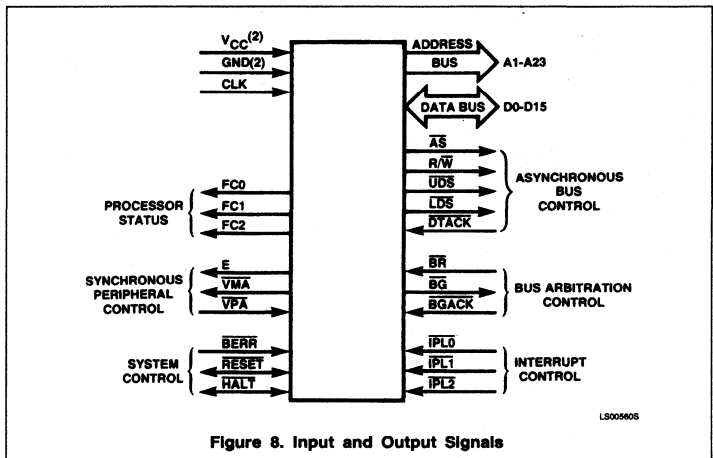 VCC(2)
GND(2)
CLK
ADDRESS
BUS
A1-A23
DATA BUS
D0-D15
AS
R/W
UDS
LDS
DTACK
ASYNCHRONOUS
BUS
CONTROL
PROCESSOR
STATUS
FC0
FC1
FC2
SYNCHRONOUS
PERIPHERAL
CONTROL
E
VMA
VPA
BR
BG
BGACK
BUS ARBITRATION
CONTROL
SYSTEM
CONTROL
BERR
RESET
HALT
IPL0
IPL1
IPL2
INTERRUPT
CONTROL
LS00560S
Figure 8. Input and Output Signals